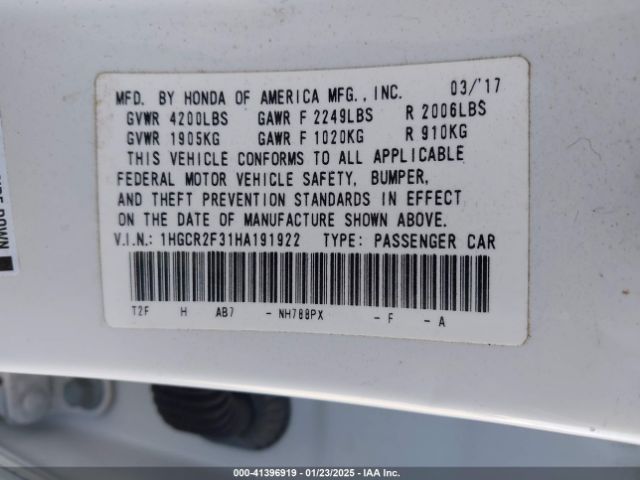 MFD. BY HONDA OF AMERICA MFG., INC. 03/'17
GVWR 4200LBS GAWR F 2249LBS R 2006LBS
GVWR 1905KG GAWR F 1020KG R 910KG
THIS VEHICLE CONFORMS TO ALL APPLICABLE
FEDERAL MOTOR VEHICLE SAFETY, BUMPER,
AND THEFT PREVENTION STANDARDS IN EFFECT
ON THE DATE OF MANUFACTURE SHOWN ABOVE.
V.I.N.: 1HGCR2F31HA191922 TYPE: PASSENGER CAR
T2F H AB7 - NH788PX - F - A
DOWN
000-41396919 / 01/23/2025 - IAA Inc.